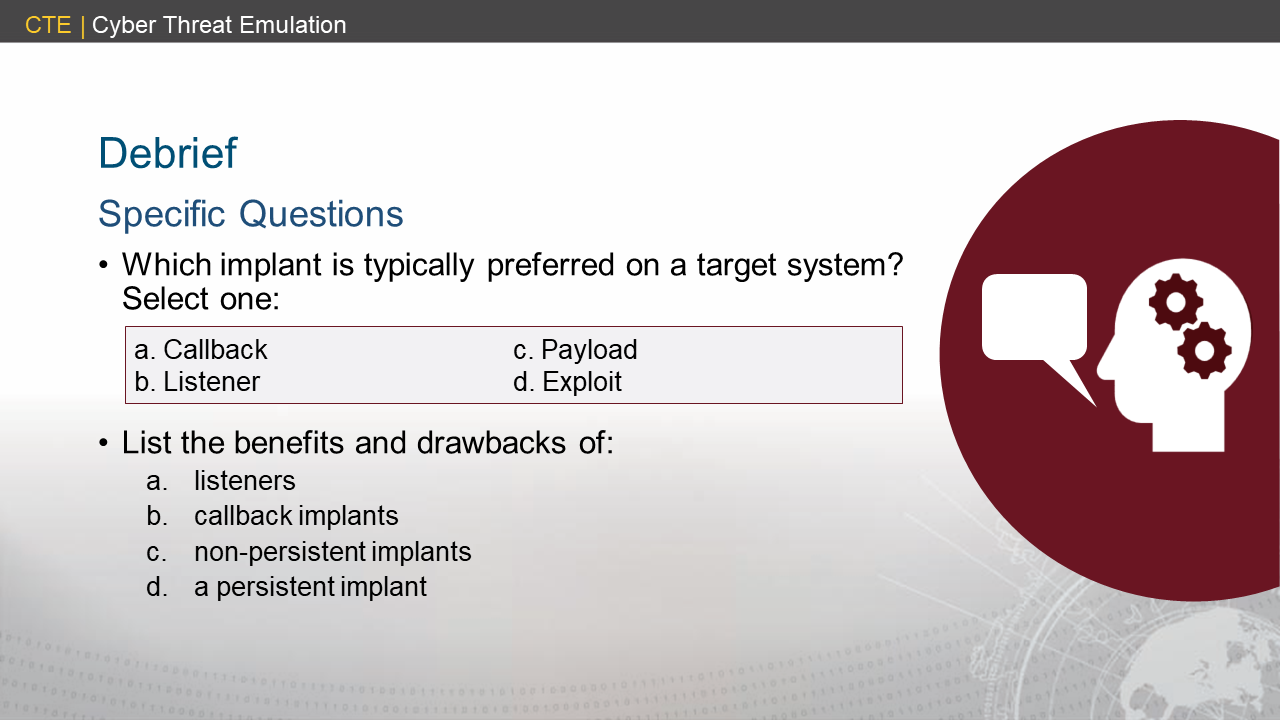 CTE | Cyber Threat Emulation
Debrief
Specific Questions
• Which implant is typically preferred on a target system?
Select one:
a. Callback
b. Listener
c. Payload
d. Exploit
• List the benefits and drawbacks of:
a. listeners
b. callback implants
c. non-persistent implants
d. a persistent implant